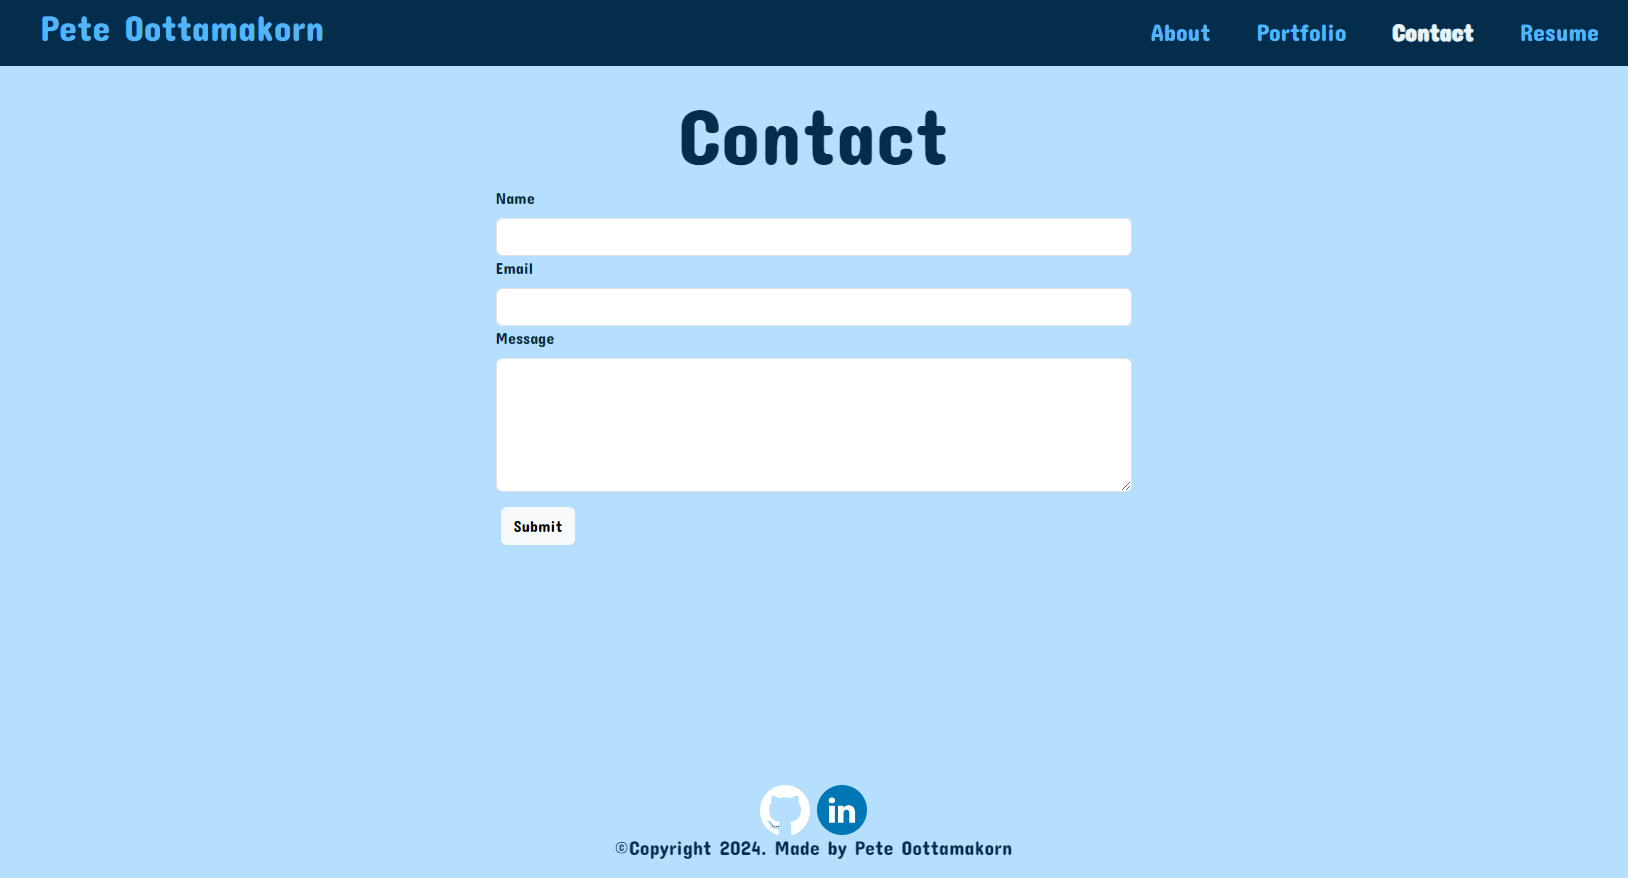 Pete Oottamakorn
About Portfolio Contact Resume
Contact
Name
Email
Message
Submit
in
©Copyright 2024. Made by Pete Oottamakorn